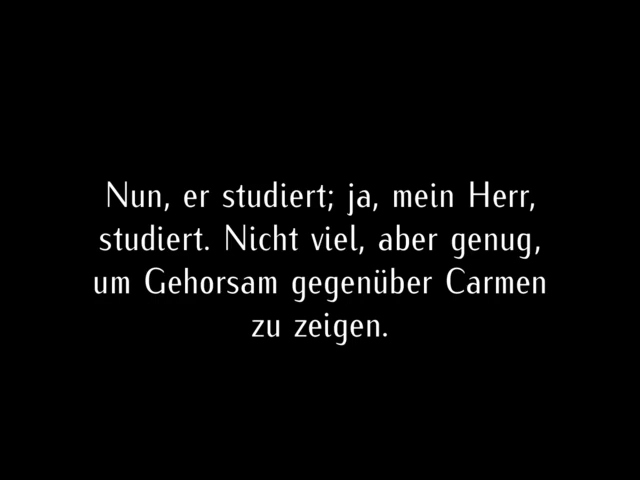 Nun, er studiert; ja, mein Herr,
studiert. Nicht viel, aber genug,
um Gehorsam gegenüber Carmen
zu zeigen.